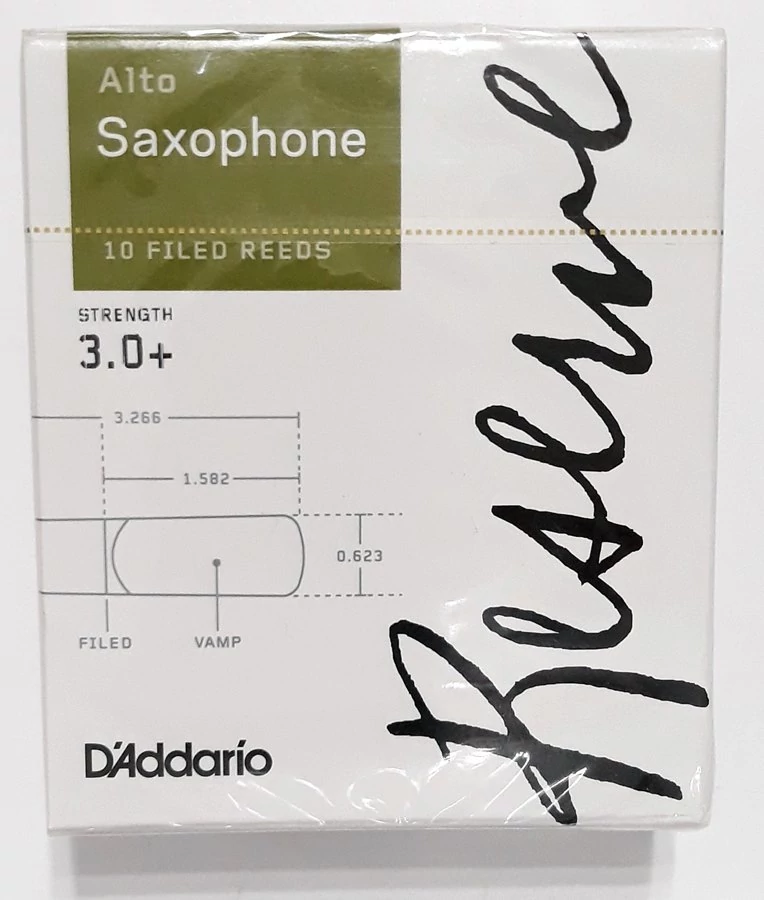 Alto
Saxophone
10 FILED REEDS
STRENGTH
3.0+
3.266
1.582
0.623
FILED
VAMP
D'Addario
Reserve